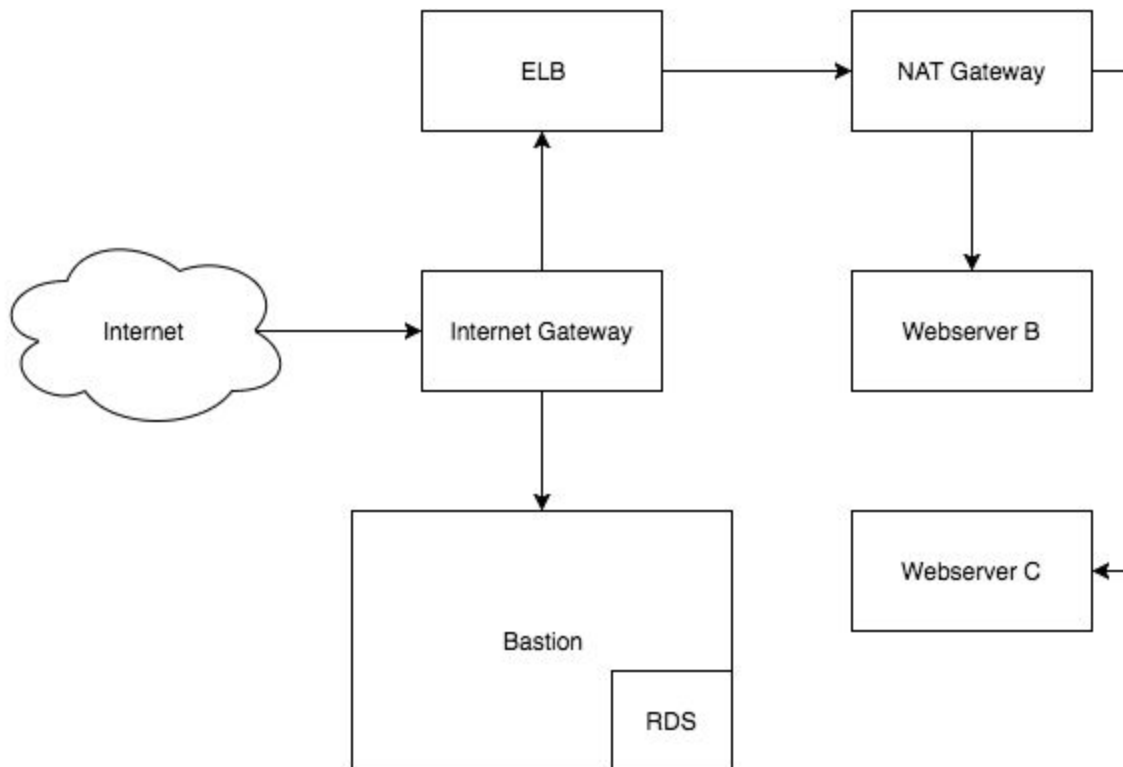 ELB
NAT Gateway
Internet
Internet Gateway
Webserver B
Webserver C
Bastion
RDS